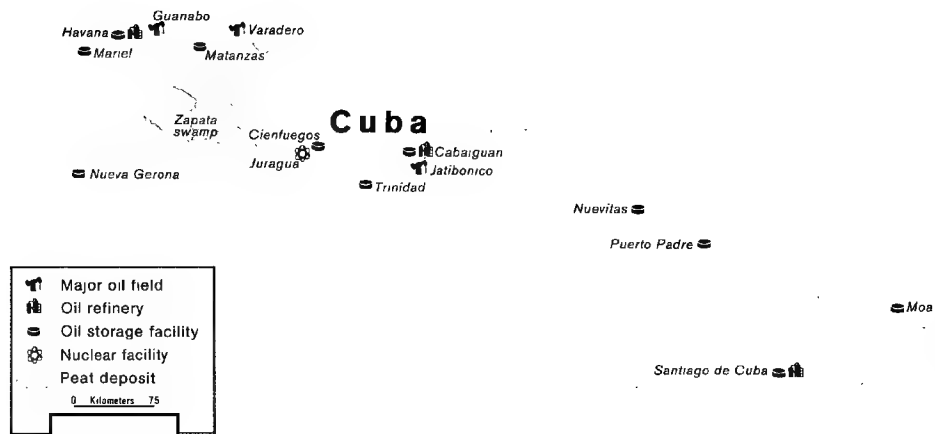 Guanabo
Havana
Varadero
Mariel
Matanzas
Cuba
Zapata
swamp
Cienfuegos
Juragua
Cabaiguan
Jatibonico
Nueva Gerona
Trinidad
Nuevitas
Puerto Padre
Major oil field
Oil refinery
Oil storage facility
Nuclear facility
Peat deposit
0 Kilometers 75
Moa
Santiago de Cuba